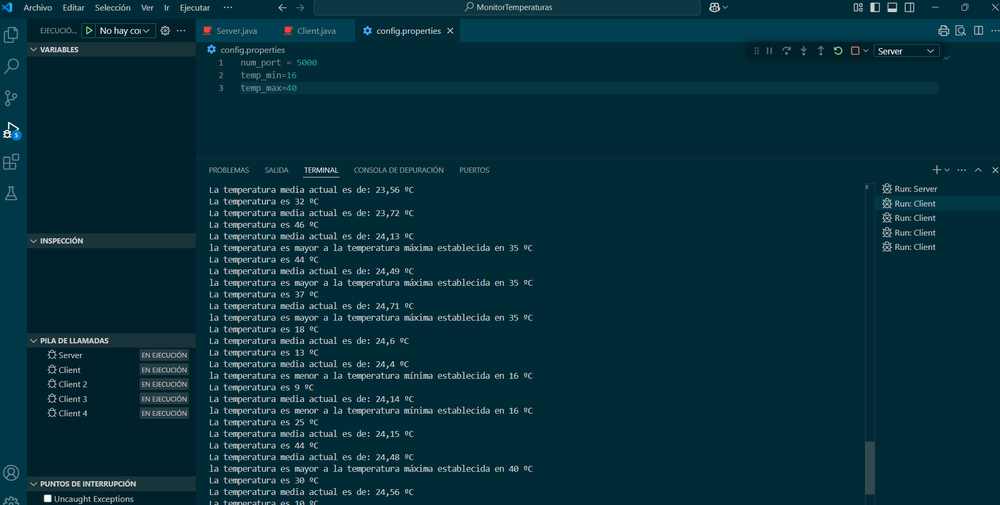 Archivo Editar Selección Ver Ir Ejecutar ···
MonitorTemperaturas
EJECUCIÓ...
No hay co
Server.java
Client.java
config.properties
VARIABLES
config.properties
Server
1 num_port = 5000
2 temp_min=16
3 temp_max=40
5
PROBLEMAS SALIDA TERMINAL CONSOLA DE DEPURACIÓN PUERTOS
La temperatura media actual es de: 23,56 ºC
La temperatura es 32 ºC
La temperatura media actual es de: 23,72 ºC
La temperatura es 46 ºC
La temperatura media actual es de: 24,13 ºC
la temperatura es mayor a la temperatura máxima establecida en 35 ºC
La temperatura es 44 ºC
La temperatura media actual es de: 24,49 ºC
la temperatura es mayor a la temperatura máxima establecida en 35 ºC
La temperatura es 37 ºC
La temperatura media actual es de: 24,71 ºC
la temperatura es mayor a la temperatura máxima establecida en 35 ºC
La temperatura es 18 ºC
La temperatura media actual es de: 24,6 ºC
La temperatura es 13 ºC
La temperatura media actual es de: 24,4 ºC
la temperatura es menor a la temperatura mínima establecida en 16 ºC
La temperatura es 9 ºC
La temperatura media actual es de: 24,14 ºC
la temperatura es menor a la temperatura mínima establecida en 16 ºC
La temperatura es 25 ºC
La temperatura media actual es de: 24,15 ºC
La temperatura es 44 ºC
La temperatura media actual es de: 24,48 ºC
la temperatura es mayor a la temperatura máxima establecida en 40 ºC
La temperatura es 30 ºC
La temperatura media actual es de: 24,56 ºC
La temperatura es 10 ºC
Run: Server
Run: Client
Run: Client
Run: Client
Run: Client
INSPECCIÓN
PILA DE LLAMADAS
Server EN EJECUCIÓN
Client EN EJECUCIÓN
Client 2 EN EJECUCIÓN
Client 3 EN EJECUCIÓN
Client 4 EN EJECUCIÓN
PUNTOS DE INTERRUPCIÓN
Uncaught Exceptions